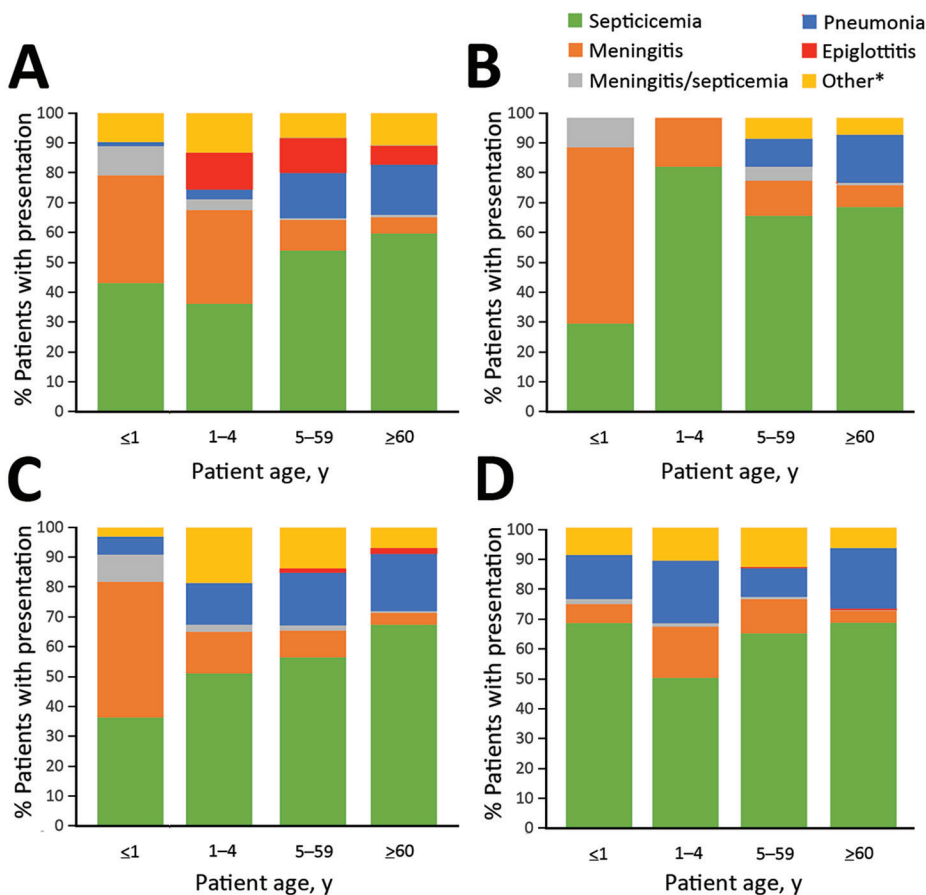 Septicicemia
Pneumonia
Meningitis
Epiglottitis
Meningitis/septicemia
Other*
A
% Patients with presentation
100
90
80
70
60
50
40
30
20
10
0
≤1 1–4 5–59 ≥60
Patient age, y
B
% Patients with presentation
100
90
80
70
60
50
40
30
20
10
0
≤1 1–4 5–59 ≥60
Patient age, y
C
% Patients with presentation
100
90
80
70
60
50
40
30
20
10
0
≤1 1–4 5–59 ≥60
Patient age, y
D
% Patients with presentation
100
90
80
70
60
50
40
30
20
10
0
≤1 1–4 5–59 ≥60
Patient age, y